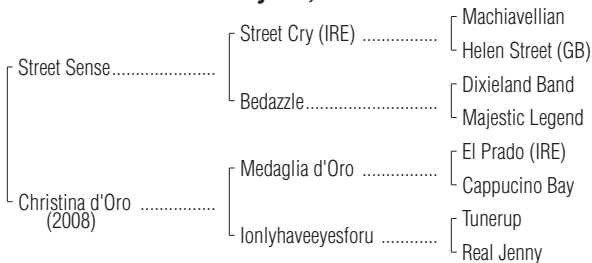 Machiavellian
Street Cry (IRE) ................
Helen Street (GB)
Street Sense......................
Dixieland Band
Bedazzle............................
Majestic Legend
El Prado (IRE)
Medaglia d'Oro ................
Cappucino Bay
Christina d'Oro ................
(2008)
Tunerup
Ionlyhaveeyesforu ............
Real Jenny